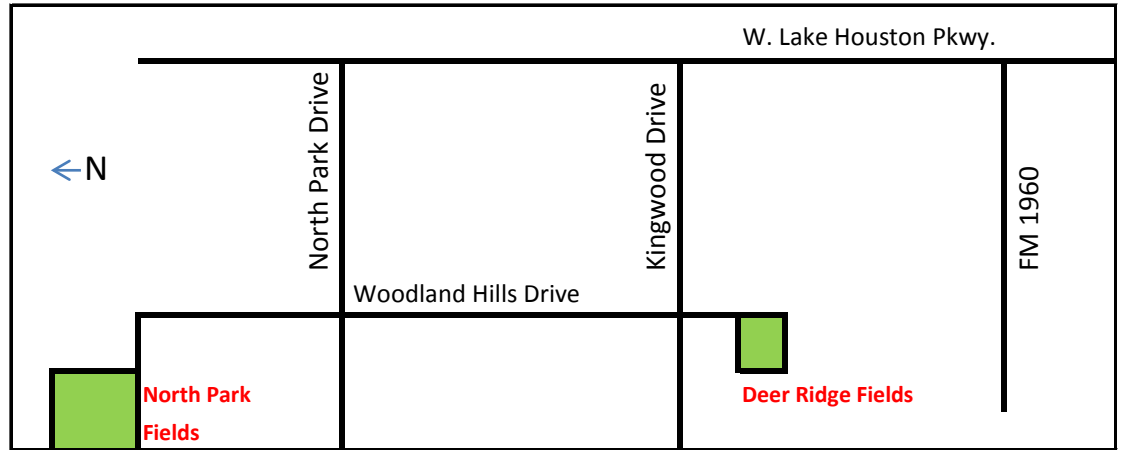 W. Lake Houston Pkwy.
North Park Drive
Kingwood Drive
N
FM 1960
Woodland Hills Drive
North Park
Fields
Deer Ridge Fields